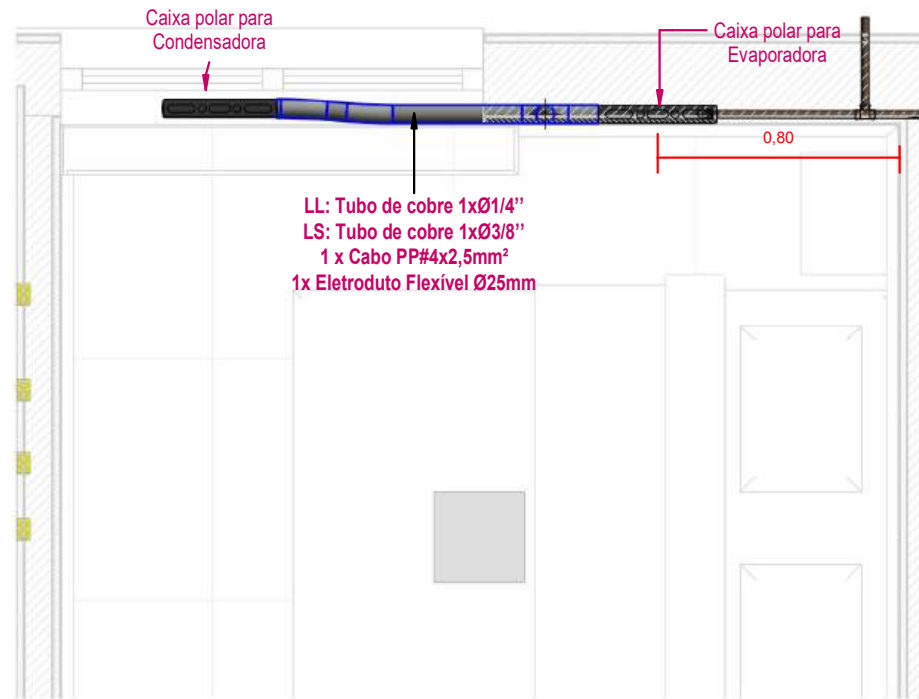 Caixa polar para
Condensadora
Caixa polar para
Evaporadora
0,80
LL: Tubo de cobre 1xØ1/4’’
LS: Tubo de cobre 1xØ3/8’’
1 x Cabo PP#4x2,5mm²
1x Eletroduto Flexível Ø25mm